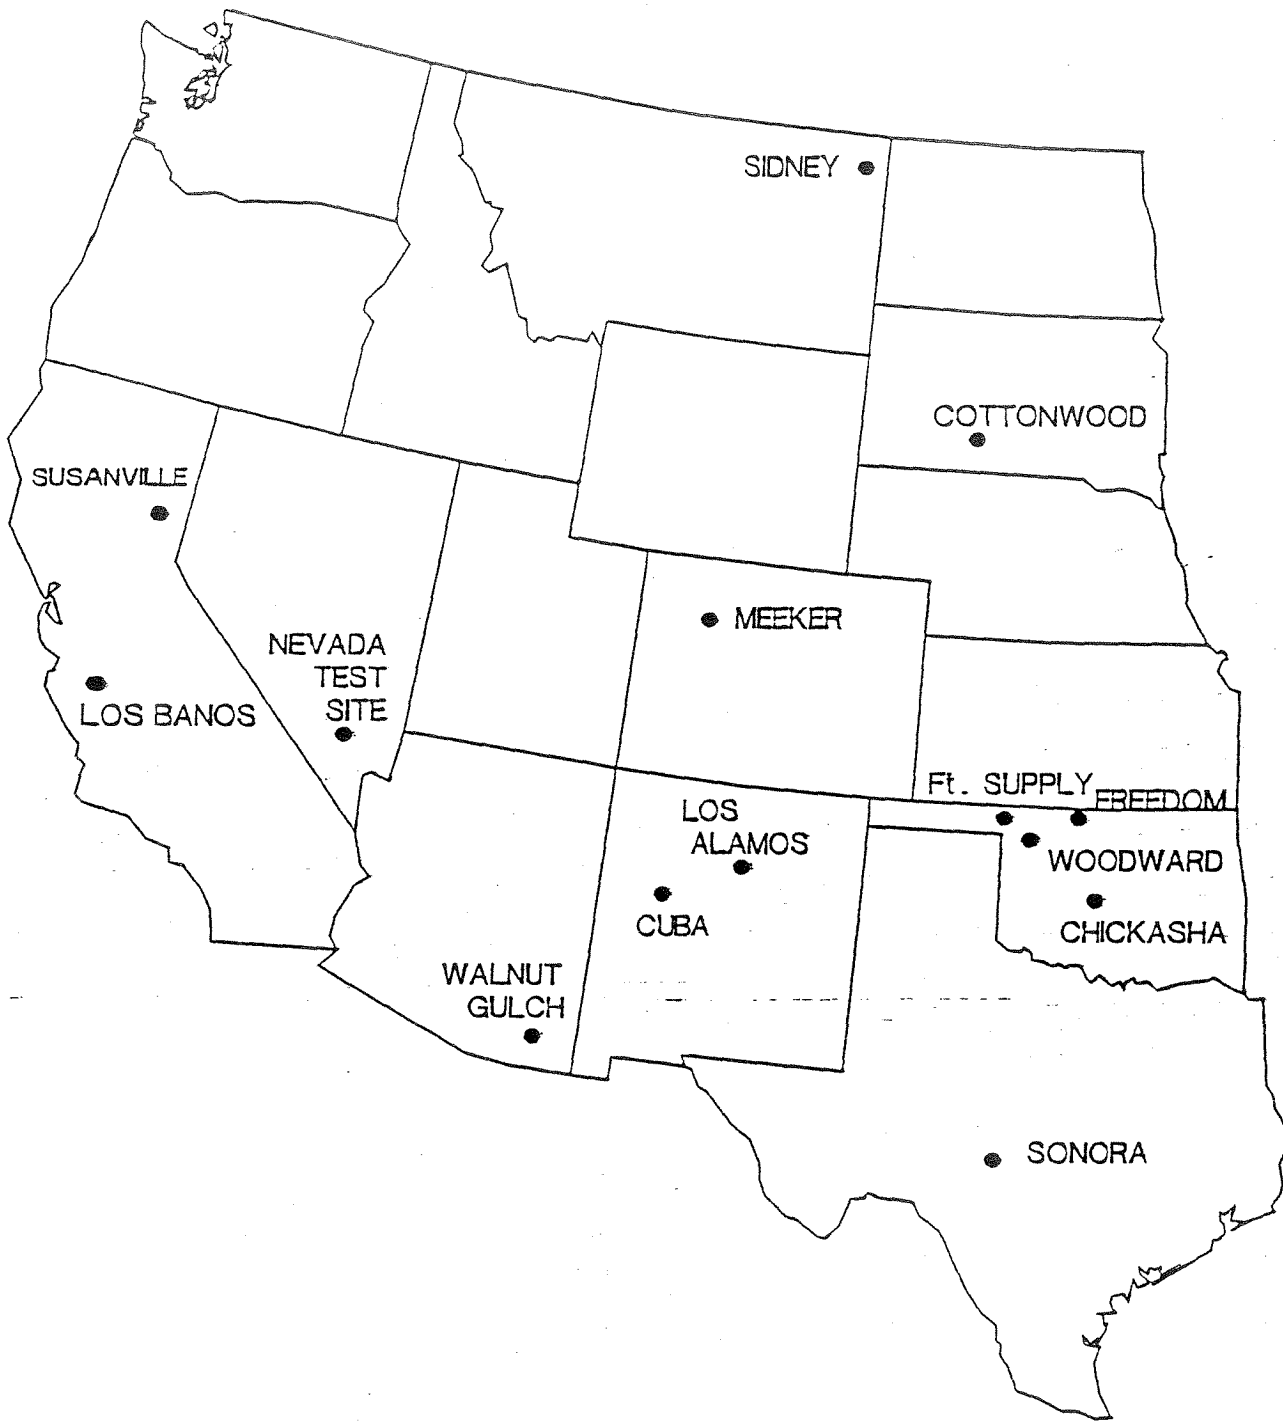 SIDNEY
COTTONWOOD
SUSANVILLE
MEEKER
NEVADA
TEST
SITE
LOS BANOS
Ft. SUPPLY
FREEDOM
LOS
ALAMOS
WOODWARD
CUBA
CHICKASHA
WALNUT
GULCH
SONORA